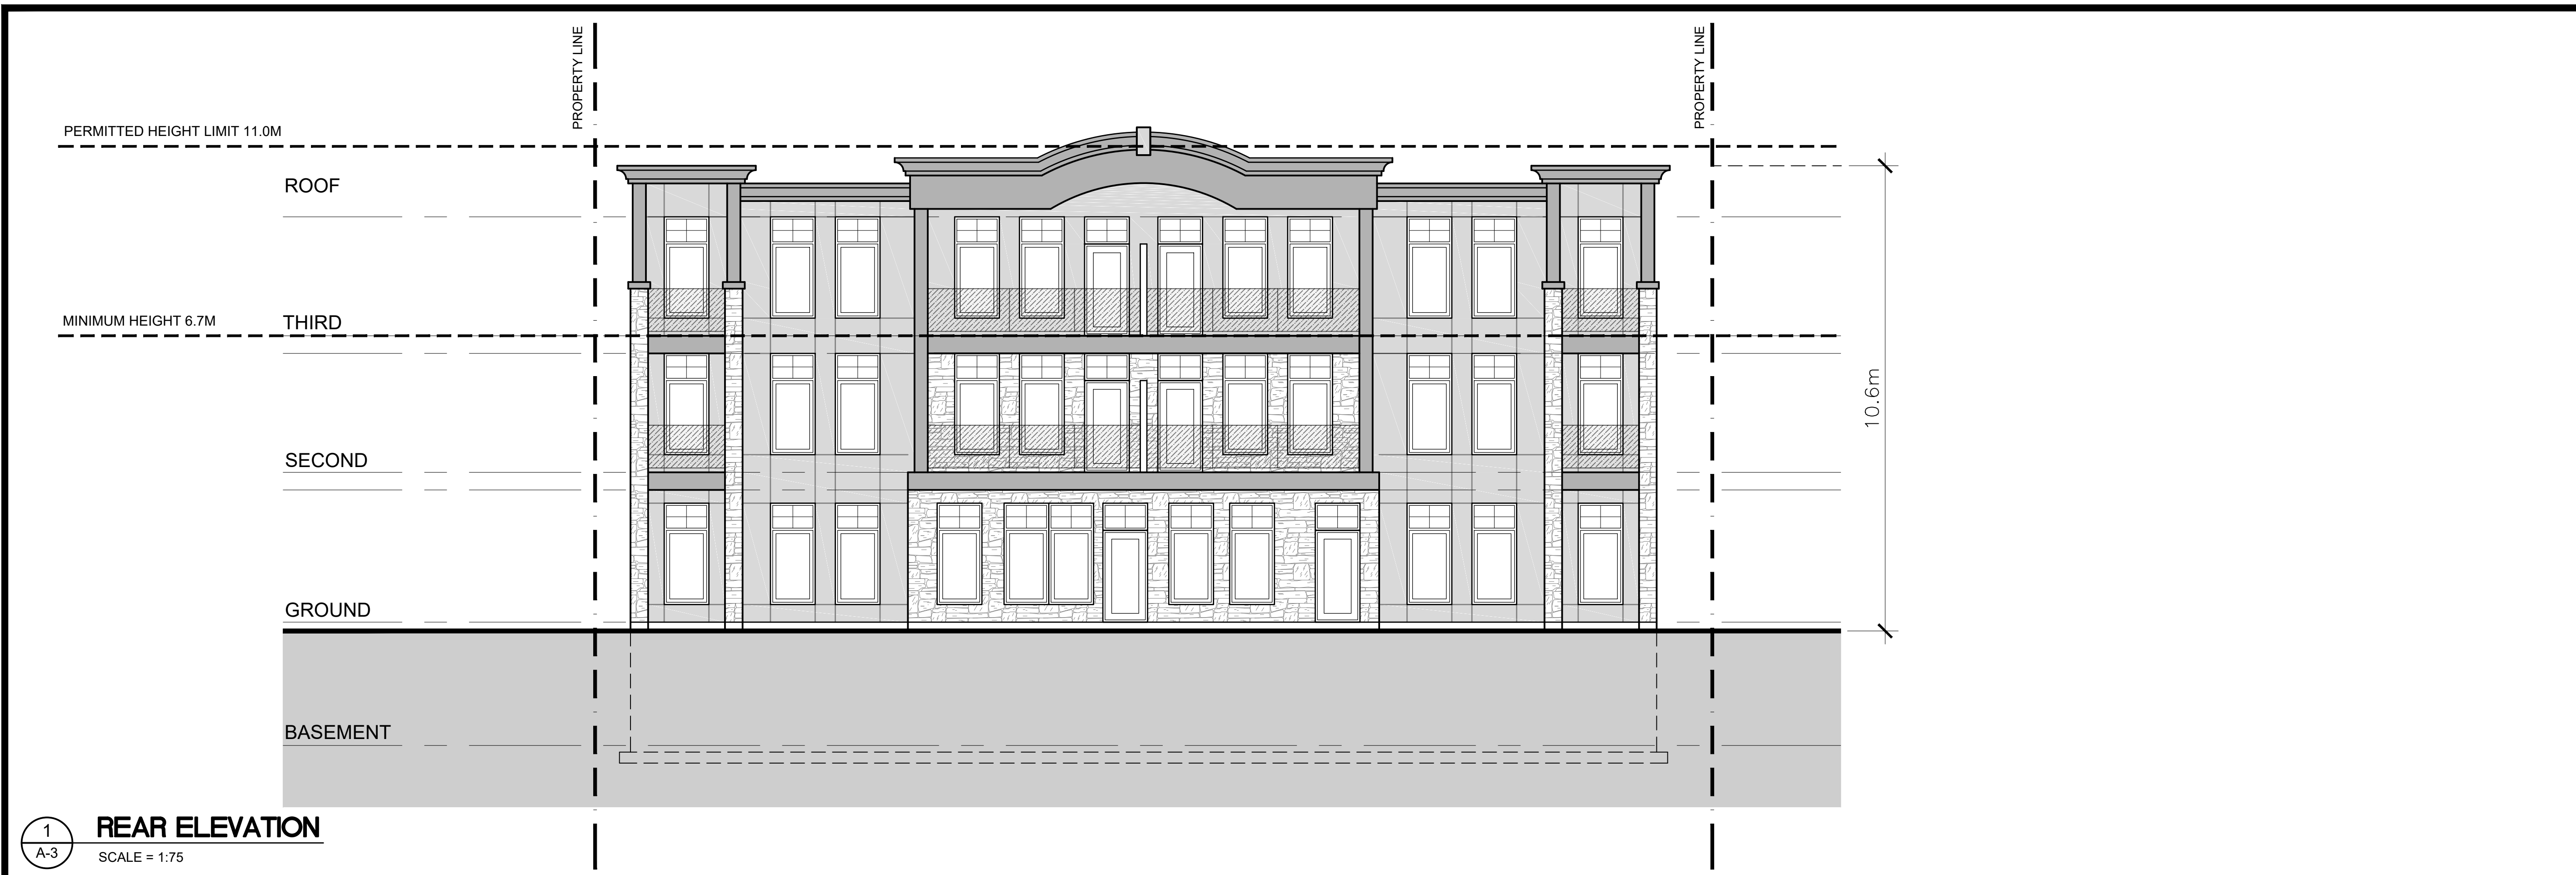 PROPERTY LINE
PROPERTY LINE
PERMITTED HEIGHT LIMIT 11.0M
ROOF
MINIMUM HEIGHT 6.7M
THIRD
10.6m
SECOND
GROUND
BASEMENT
1
A-3
REAR ELEVATION
SCALE = 1:75